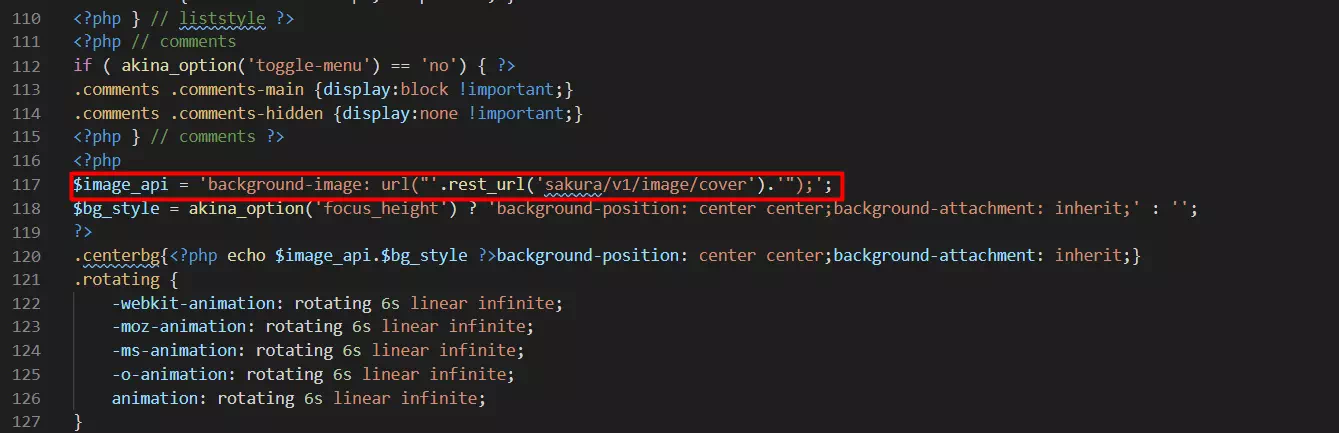 110 <?php } // liststyle ?>
111 <?php // comments
112 if ( akina_option('toggle-menu') == 'no') { ?>
113 .comments .comments-main {display:block !important;}
114 .comments .comments-hidden {display:none !important;}
115 <?php } // comments ?>
116 <?php
117 $image_api = 'background-image: url("'.rest_url('sakura/v1/image/cover').'");';
118 $bg_style = akina_option('focus_height') ? 'background-position: center center;background-attachment: inherit;' : '';
119 ?>
120 .centerbg{<?php echo $image_api.$bg_style ?>background-position: center center;background-attachment: inherit;}
121 .rotating {
122     -webkit-animation: rotating 6s linear infinite;
123     -moz-animation: rotating 6s linear infinite;
124     -ms-animation: rotating 6s linear infinite;
125     -o-animation: rotating 6s linear infinite;
126     animation: rotating 6s linear infinite;
127 }